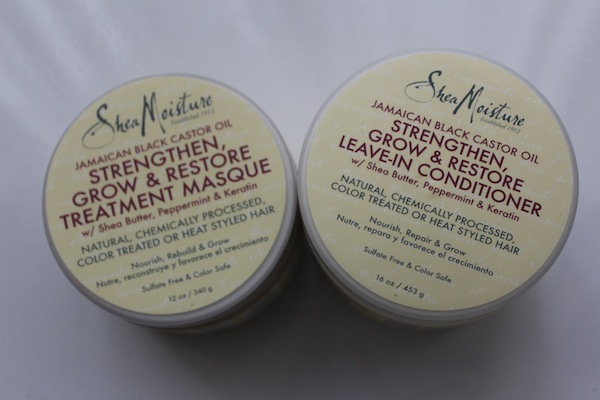 Shea Moisture
Established 1912
JAMAICAN BLACK CASTOR OIL
STRENGTHEN,
GROW & RESTORE
TREATMENT MASQUE
w/ Shea Butter, Peppermint & Keratin
NATURAL, CHEMICALLY PROCESSED,
COLOR TREATED OR HEAT STYLED HAIR
Nourish, Rebuild & Grow
Nutre, reconstruye y favorece el crecimiento
Sulfate Free & Color Safe
12 oz / 340 g
Shea Moisture
Established 1912
JAMAICAN BLACK CASTOR OIL
STRENGTHEN,
GROW & RESTORE
LEAVE-IN CONDITIONER
w/ Shea Butter, Peppermint & Keratin
NATURAL, CHEMICALLY PROCESSED,
COLOR TREATED OR HEAT STYLED HAIR
Nourish, Repair & Grow
Nutre, repara y favorece el crecimiento
Sulfate Free & Color Safe
16 oz / 453 g